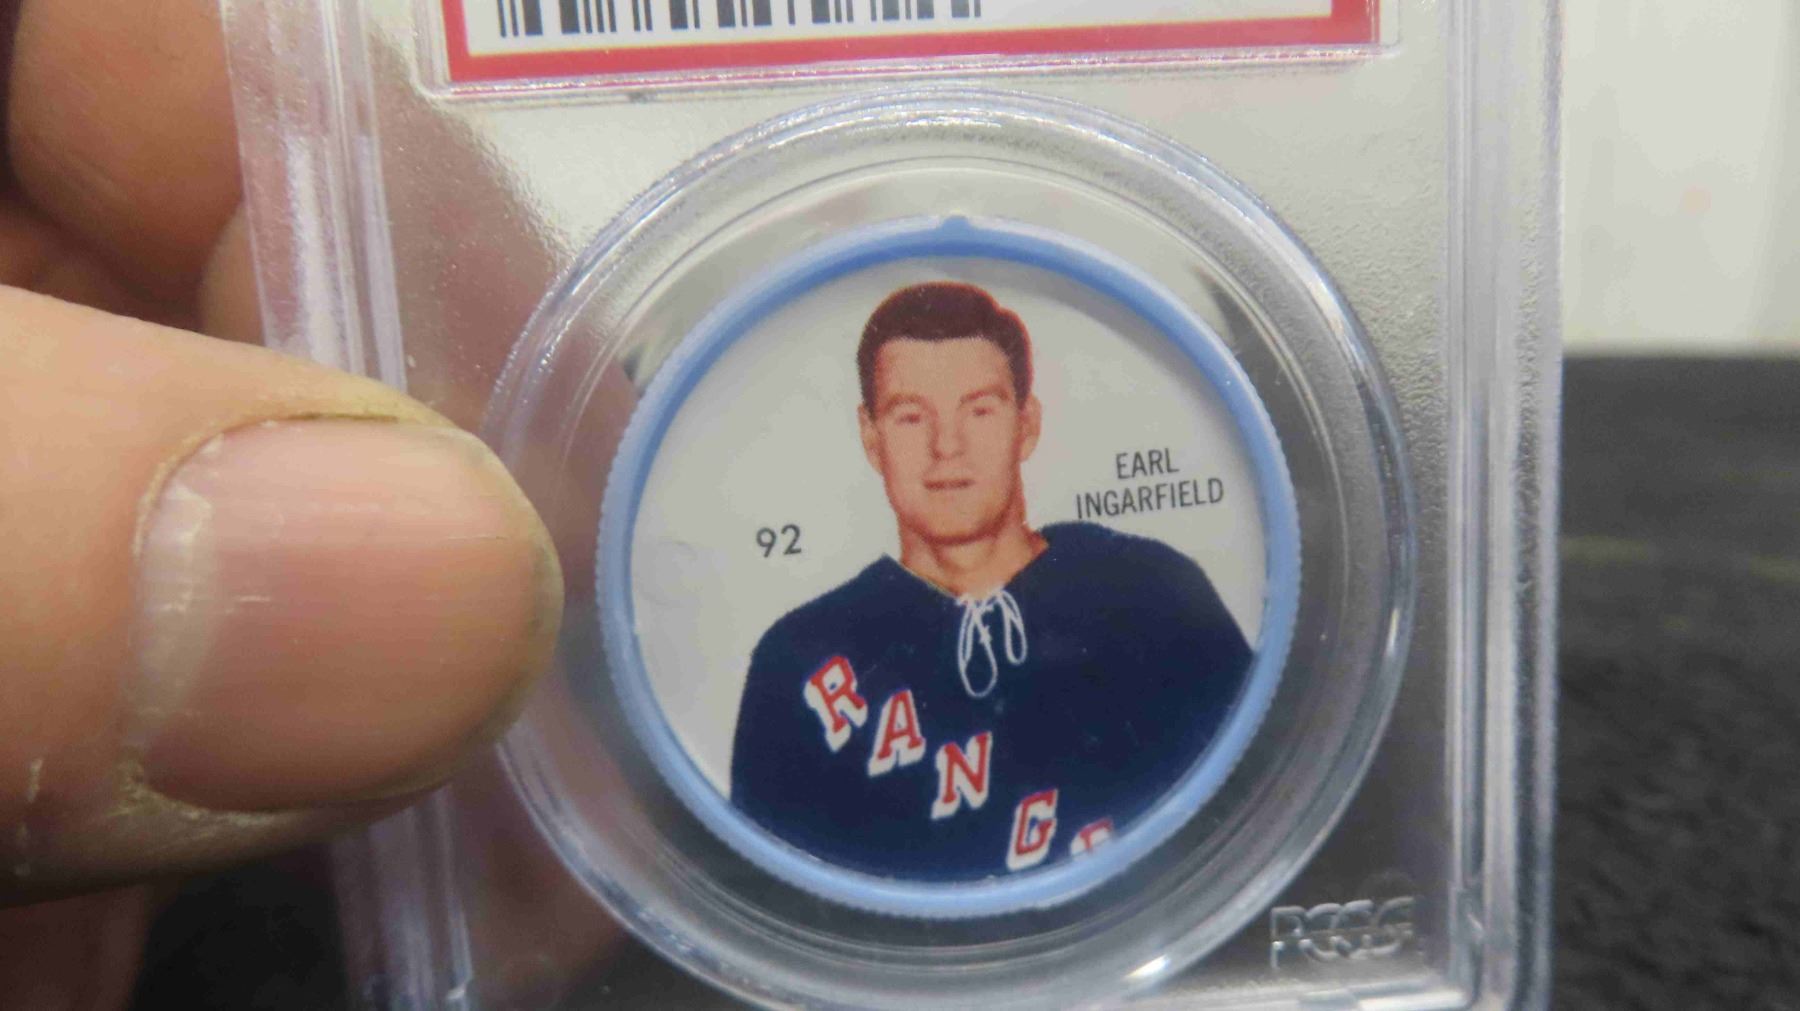 92
EARL
INGARFIELD
RANG
PCGS